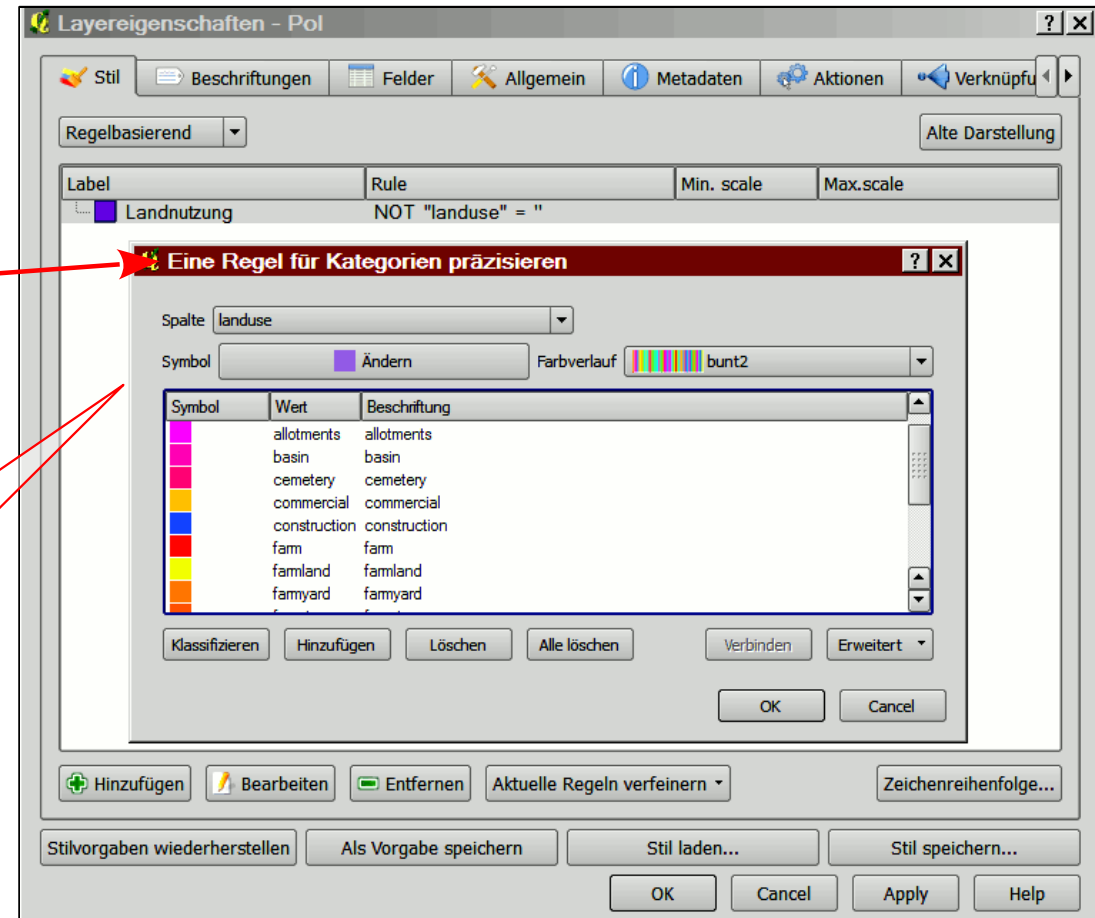 Layereigenschaften - Pol
Stil Beschriftungen Felder Allgemein Metadaten Aktionen Verknüpfu
Regelbasierend Alte Darstellung
Label Rule Min. scale Max.scale
Landnutzung NOT "landuse" = ''
Eine Regel für Kategorien präzisieren
Spalte landuse
Symbol Ändern Farbverlauf bunt2
Symbol Wert Beschriftung
allotments allotments
basin basin
cemetery cemetery
commercial commercial
construction construction
farm farm
farmland farmland
farmyard farmyard
Klassifizieren Hinzufügen Löschen Alle löschen Verbinden Erweitert
OK Cancel
Hinzufügen Bearbeiten Entfernen Aktuelle Regeln verfeinern Zeichenreihenfolge...
Stilvorgaben wiederherstellen Als Vorgabe speichern Stil laden... Stil speichern...
OK Cancel Apply Help